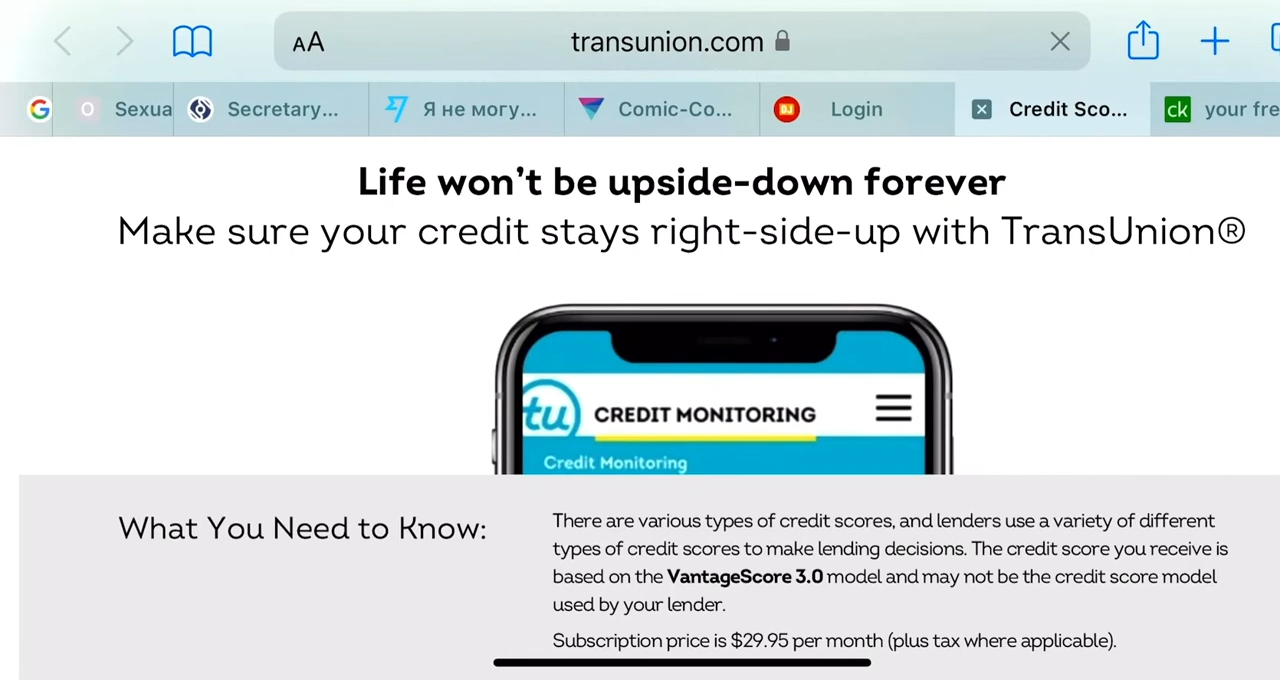 AA transunion.com
Sexua Secretary... Я не могу... DJ Comic-Co... Login Credit Sco... ck your fre
Life won't be upside-down forever
Make sure your credit stays right-side-up with TransUnion®
tu CREDIT MONITORING
Credit Monitoring
What You Need to Know:
There are various types of credit scores, and lenders use a variety of different
types of credit scores to make lending decisions. The credit score you receive is
based on the VantageScore 3.0 model and may not be the credit score model
used by your lender.
Subscription price is $29.95 per month (plus tax where applicable).